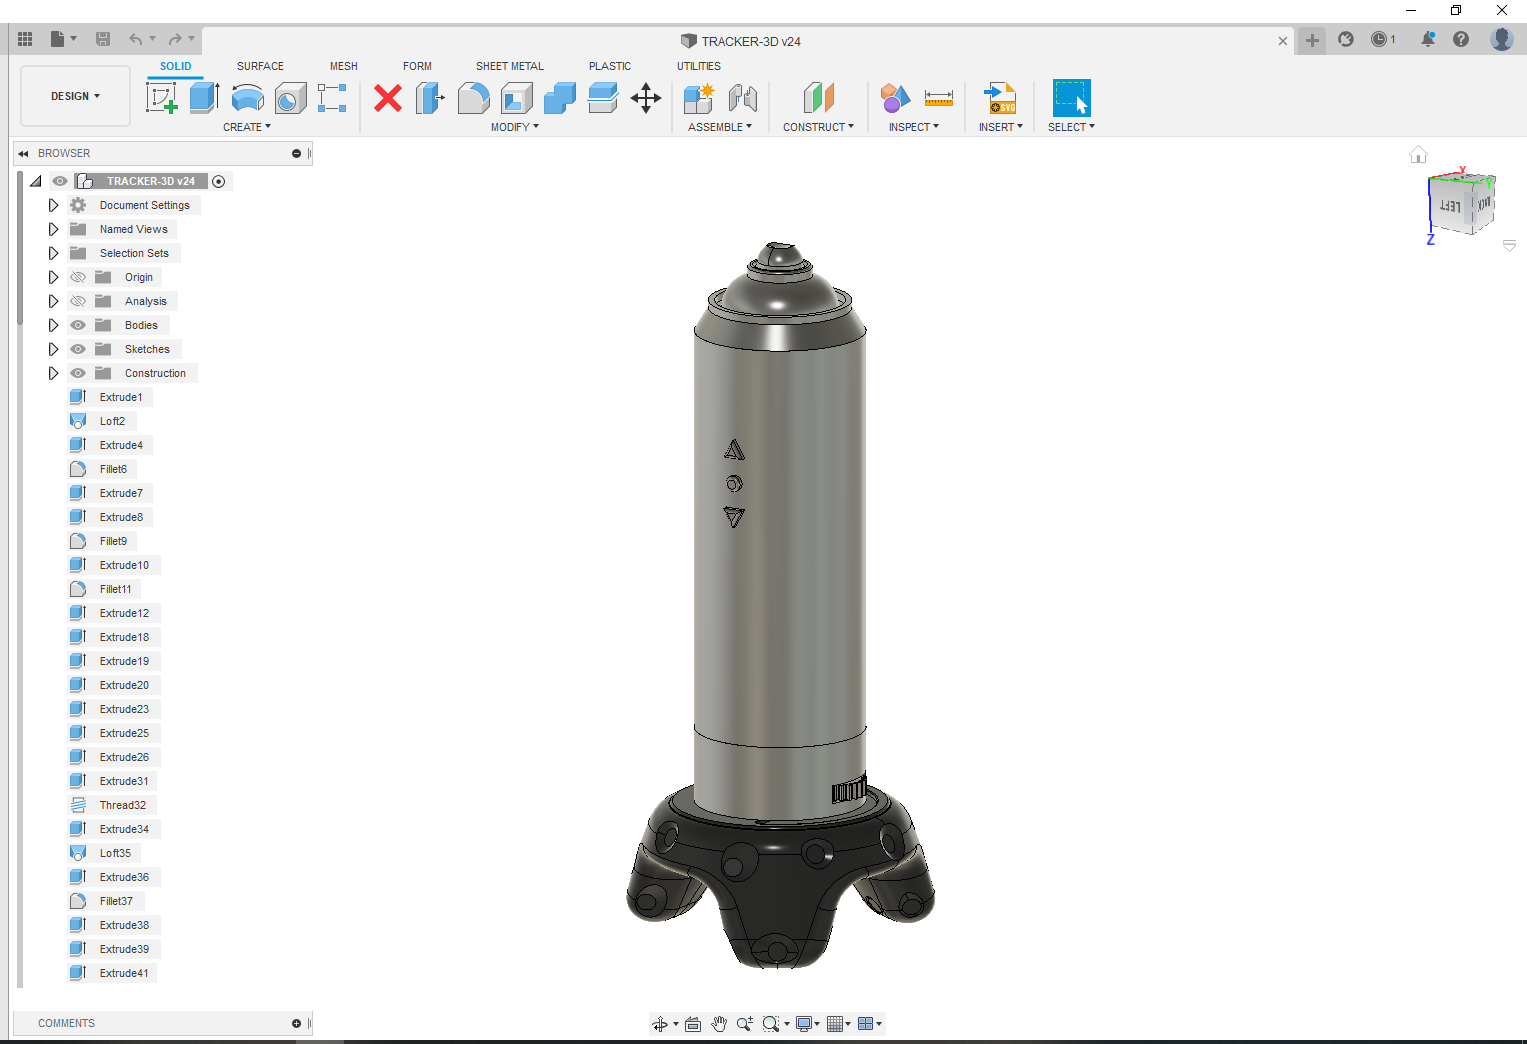 TRACKER-3D v24
1
DESIGN
SOLID
SURFACE
MESH
FORM
SHEET METAL
PLASTIC
UTILITIES
SVG
CREATE
MODIFY
ASSEMBLE
CONSTRUCT
INSPECT
INSERT
SELECT
BROWSER
TRACKER-3D v24
Document Settings
Named Views
Selection Sets
Origin
Analysis
Bodies
Sketches
Construction
Extrude1
Loft2
Extrude4
Fillet6
Extrude7
Extrude8
Fillet9
Extrude10
Fillet11
Extrude12
Extrude18
Extrude19
Extrude20
Extrude23
Extrude25
Extrude26
Extrude31
Thread32
Extrude34
Loft35
Extrude36
Fillet37
Extrude38
Extrude39
Extrude41
X
Y
LEFT
BACK
Z
COMMENTS